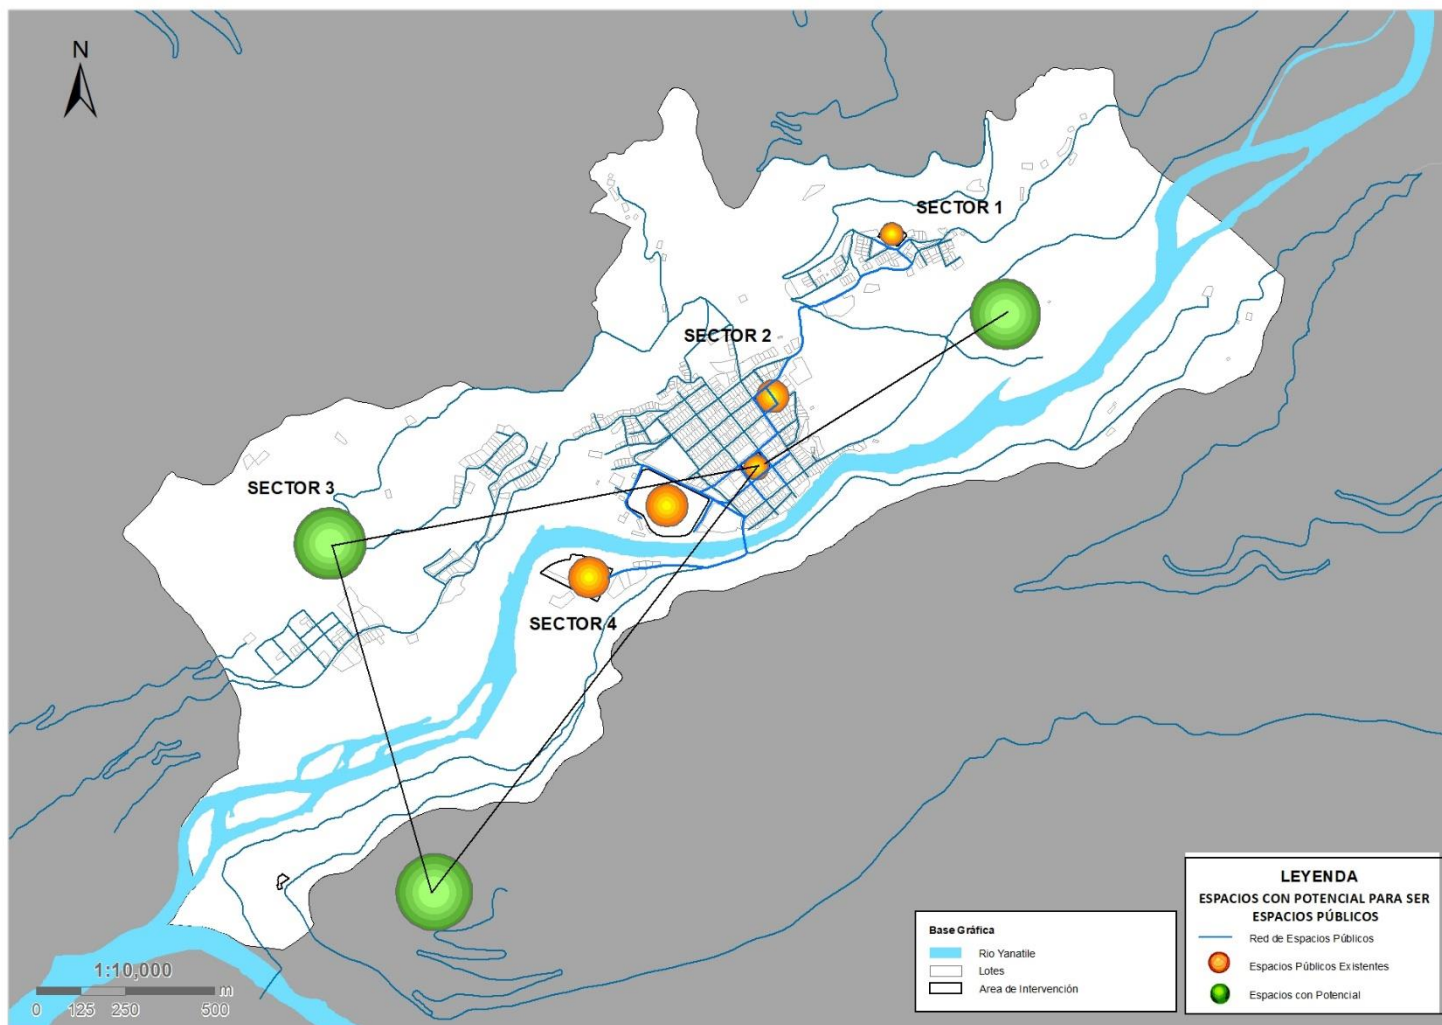 N
SECTOR 1
SECTOR 2
SECTOR 3
SECTOR 4
1:10,000
m
0 125 250 500
Base Gráfica
Rio Yanatile
Lotes
Area de Intervención
LEYENDA
ESPACIOS CON POTENCIAL PARA SER
ESPACIOS PÚBLICOS
Red de Espacios Públicos
Espacios Públicos Existentes
Espacios con Potencial